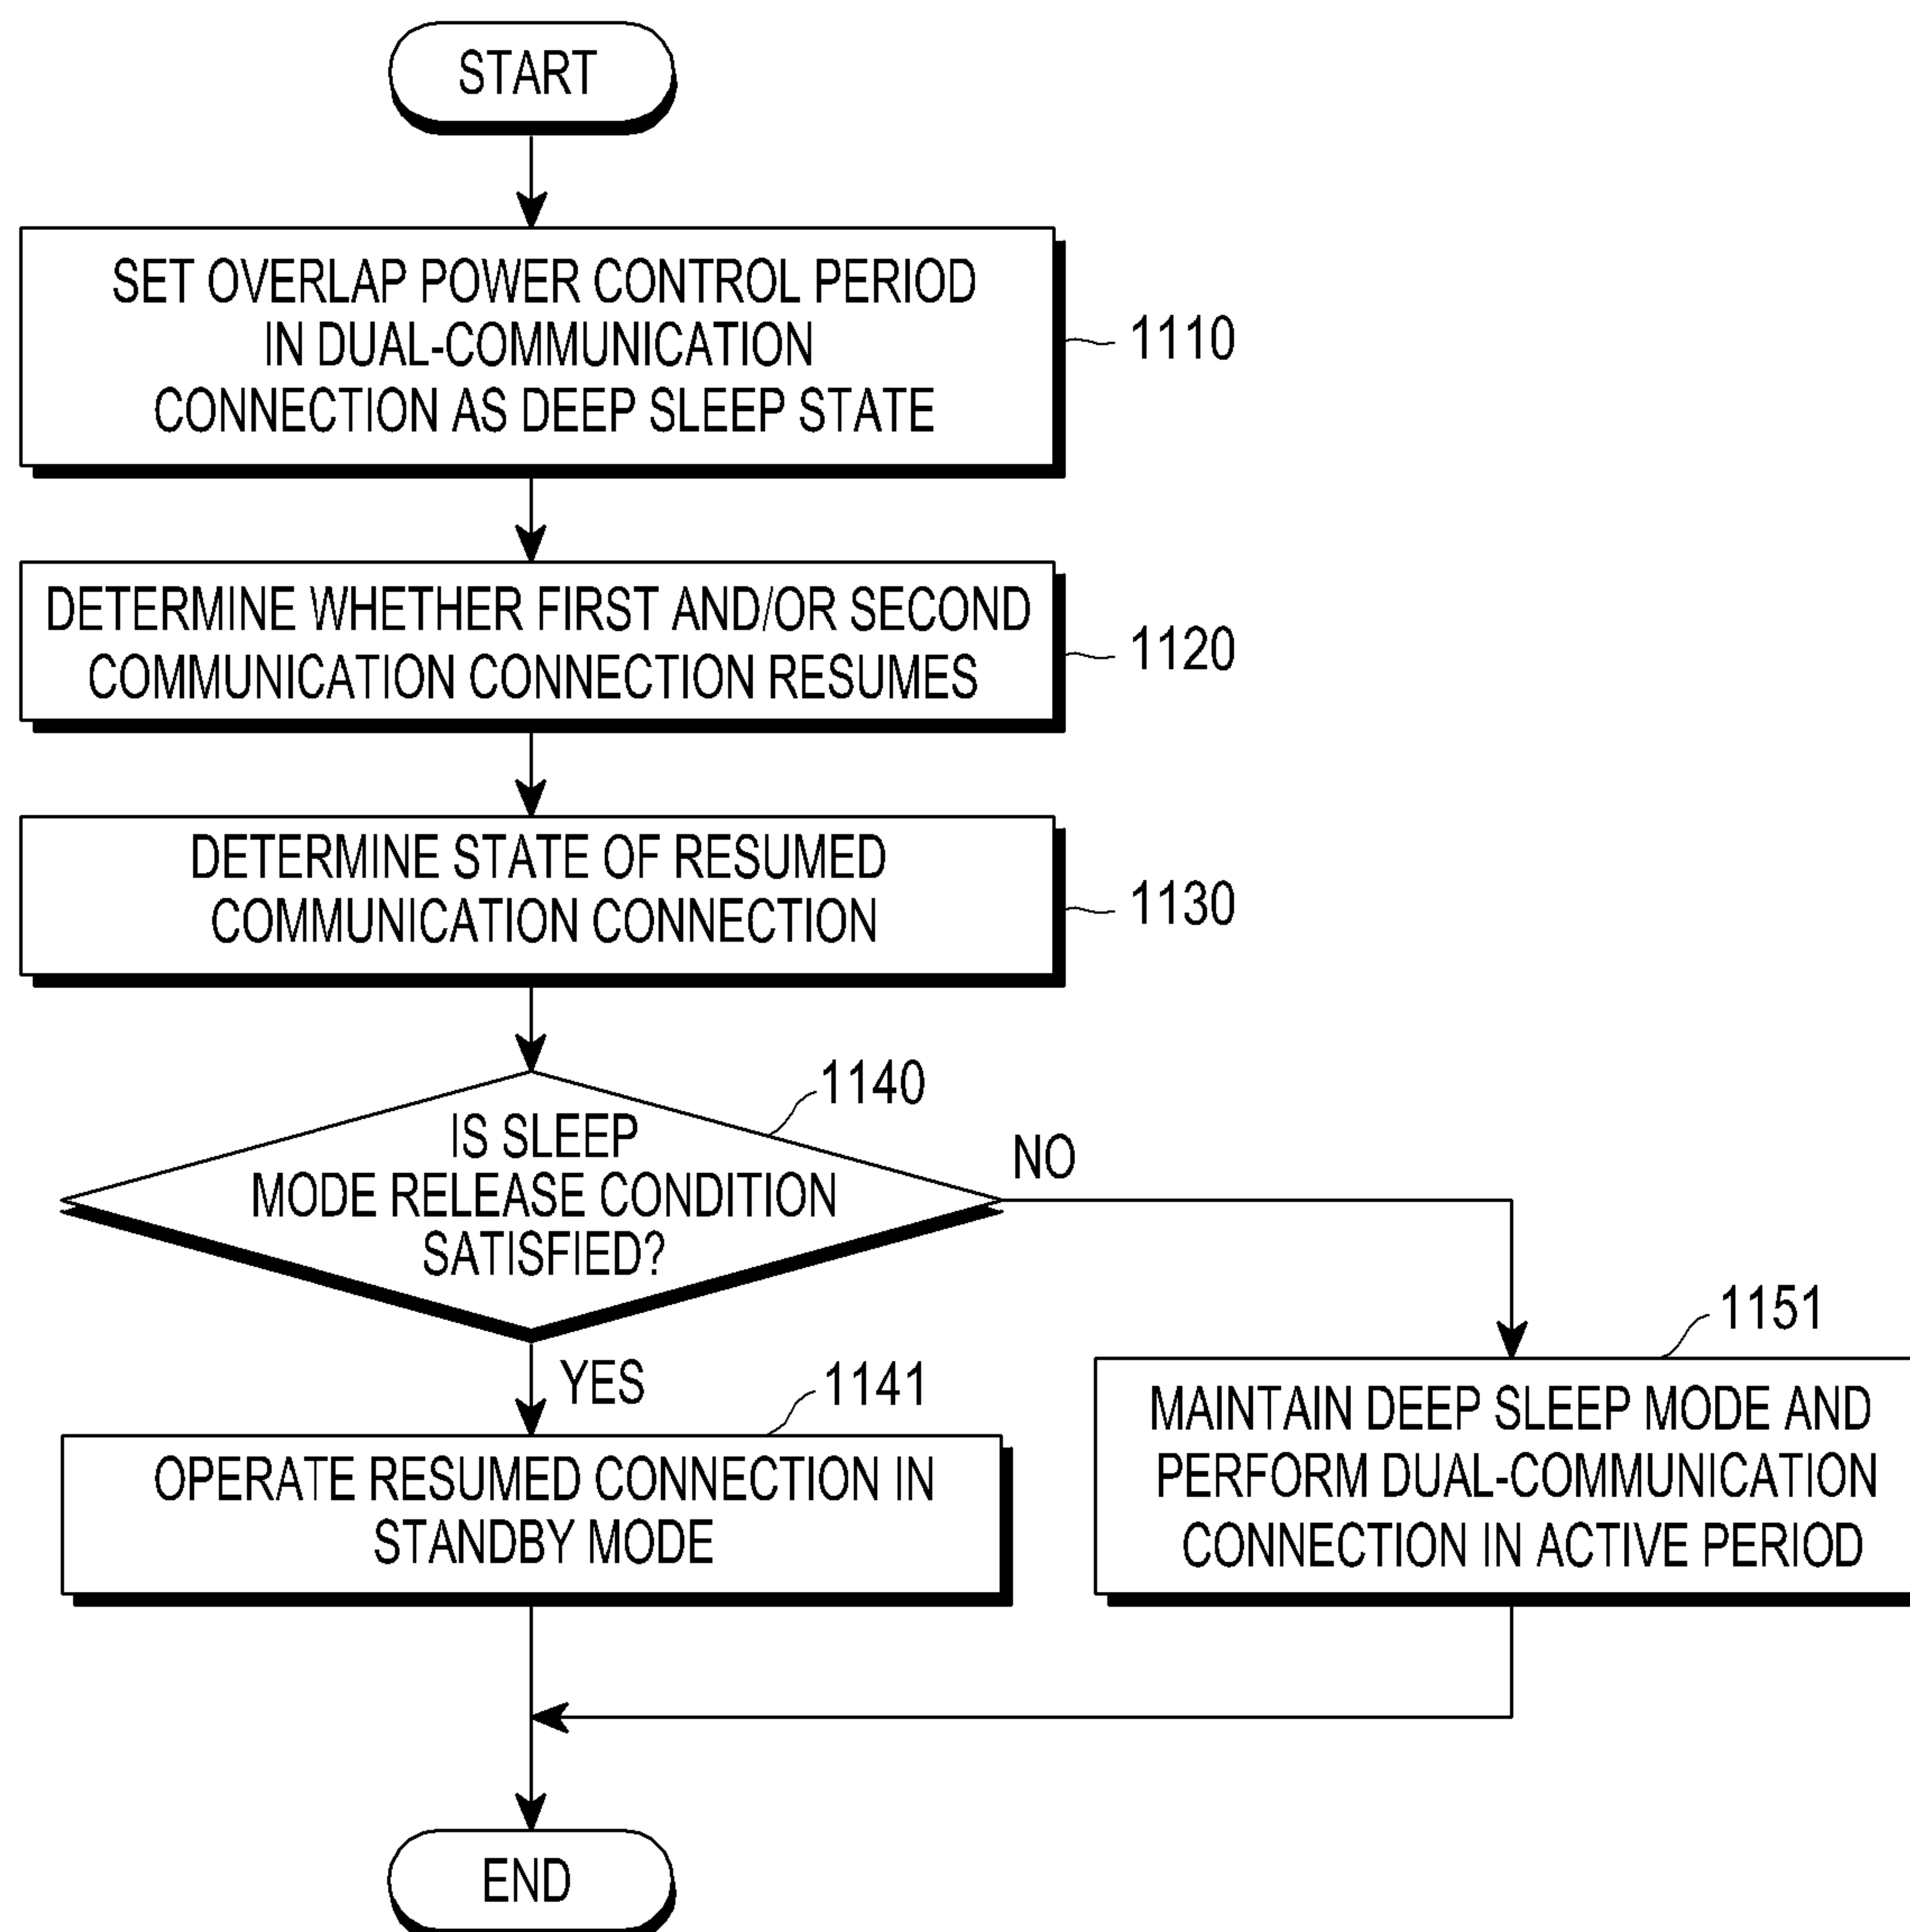 START
SET OVERLAP POWER CONTROL PERIOD
IN DUAL-COMMUNICATION
CONNECTION AS DEEP SLEEP STATE
1110
DETERMINE WHETHER FIRST AND/OR SECOND
COMMUNICATION CONNECTION RESUMES
1120
DETERMINE STATE OF RESUMED
COMMUNICATION CONNECTION
1130
1140
IS SLEEP
MODE RELEASE CONDITION
SATISFIED?
NO
YES
1141
OPERATE RESUMED CONNECTION IN
STANDBY MODE
1151
MAINTAIN DEEP SLEEP MODE AND
PERFORM DUAL-COMMUNICATION
CONNECTION IN ACTIVE PERIOD
END